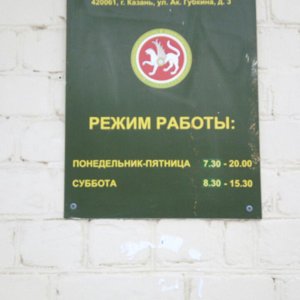 420061, г. Казань, ул. Ак. Губкина, д. 3
РЕЖИМ РАБОТЫ:
ПОНЕДЕЛЬНИК-ПЯТНИЦА 7.30 - 20.00
СУББОТА 8.30 - 15.30